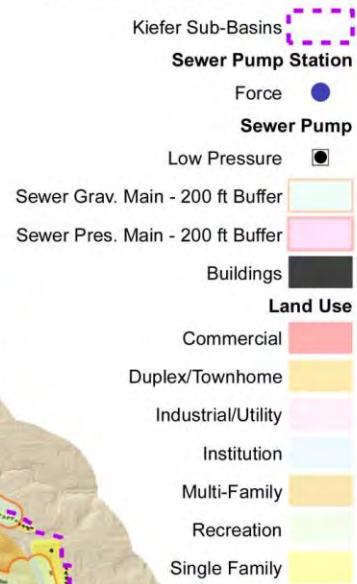 Kiefer Sub-Basins
Sewer Pump Station
Force
Sewer Pump
Low Pressure
Sewer Grav. Main - 200 ft Buffer
Sewer Pres. Main - 200 ft Buffer
Buildings
Land Use
Commercial
Duplex/Townhome
Industrial/Utility
Institution
Multi-Family
Recreation
Single Family